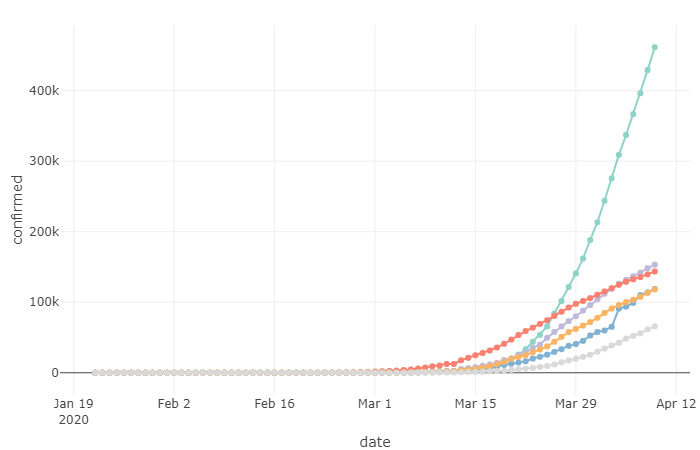 400k
300k
200k
100k
0
confirmed
Jan 19
2020
Feb 2
Feb 16
Mar 1
Mar 15
Mar 29
Apr 12
date